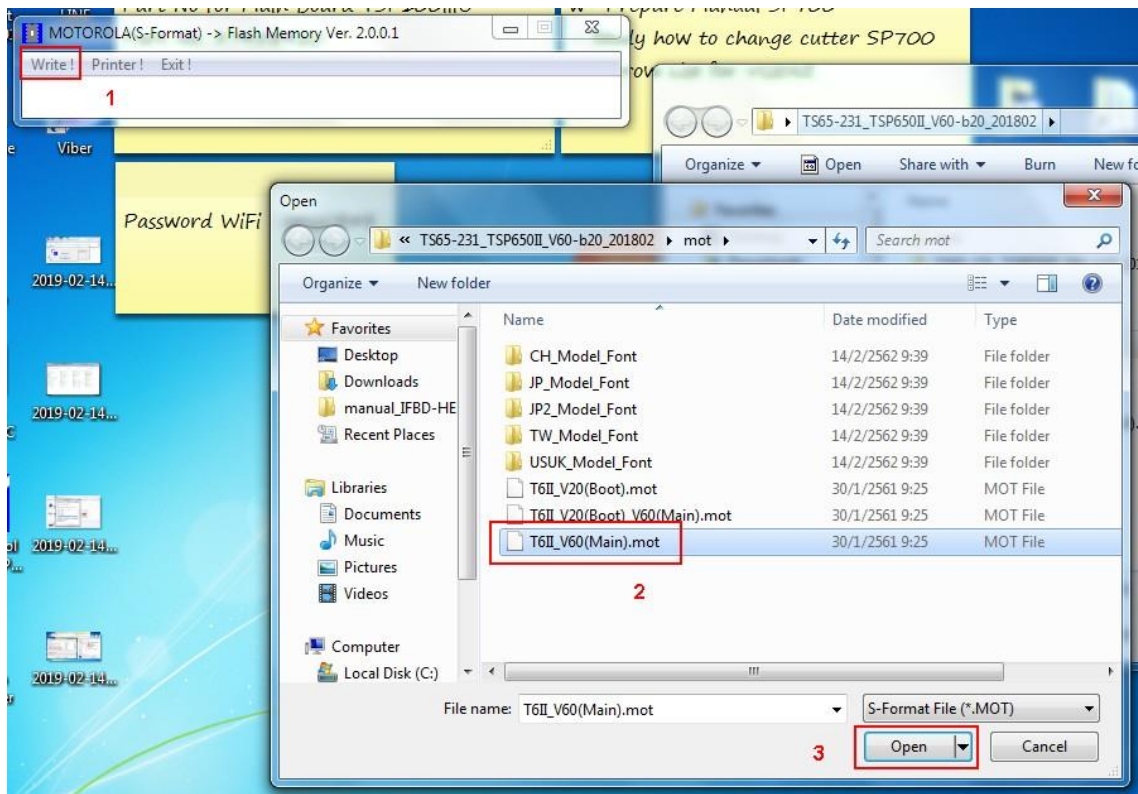 MOTOROLA(S-Format) -> Flash Memory Ver. 2.0.0.1
Write !  Printer !  Exit !
1
ly how to change cutter SP700
TS65-231_TSP650II_V60-b20_201802
Organize  Open  Share with  Burn  New fo
Viber
Password WiFi
Open
« TS65-231_TSP650II_V60-b20_201802 mot
Search mot
Organize  New folder
Name  Date modified  Type
Favorites
Desktop
Downloads
manual_IFBD-HE
Recent Places
Libraries
Documents
Music
Pictures
Videos
Computer
Local Disk (C:)
CH_Model_Font  14/2/2562 9:39  File folder
JP_Model_Font  14/2/2562 9:39  File folder
JP2_Model_Font  14/2/2562 9:39  File folder
TW_Model_Font  14/2/2562 9:39  File folder
USUK_Model_Font  14/2/2562 9:39  File folder
T6II_V20(Boot).mot  30/1/2561 9:25  MOT File
T6II_V20(Boot)_V60(Main).mot  30/1/2561 9:25  MOT File
T6II_V60(Main).mot  30/1/2561 9:25  MOT File
2
File name: T6II_V60(Main).mot
S-Format File (*.MOT)
3
Open  Cancel
2019-02-14...
2019-02-14...
2019-02-14...
2019-02-14...